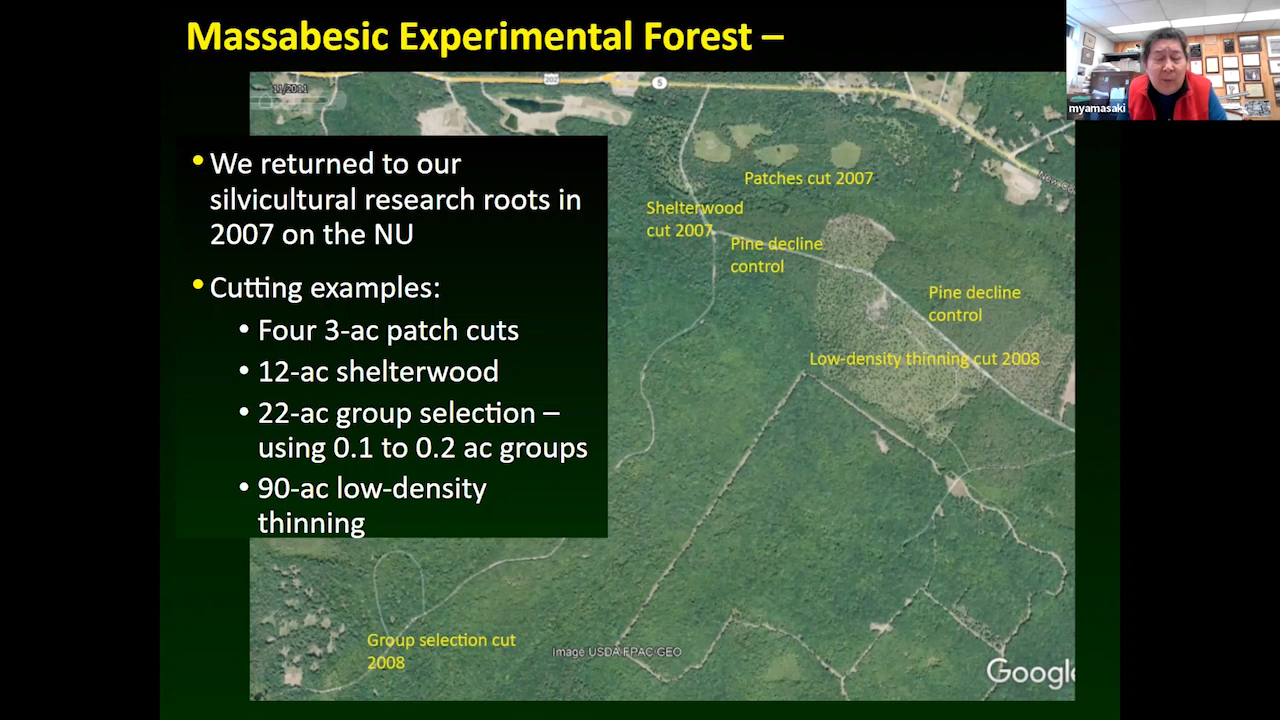 Massabesic Experimental Forest –
myamasaki
11/2011
202
5
• We returned to our
silvicultural research roots in
2007 on the NU
• Cutting examples:
• Four 3-ac patch cuts
• 12-ac shelterwood
• 22-ac group selection –
using 0.1 to 0.2 ac groups
• 90-ac low-density
thinning
Patches cut 2007
Shelterwood
cut 2007
Pine decline
control
Pine decline
control
Low-density thinning cut 2008
Group selection cut
2008
Image USDA/FPAC/GEO
Google